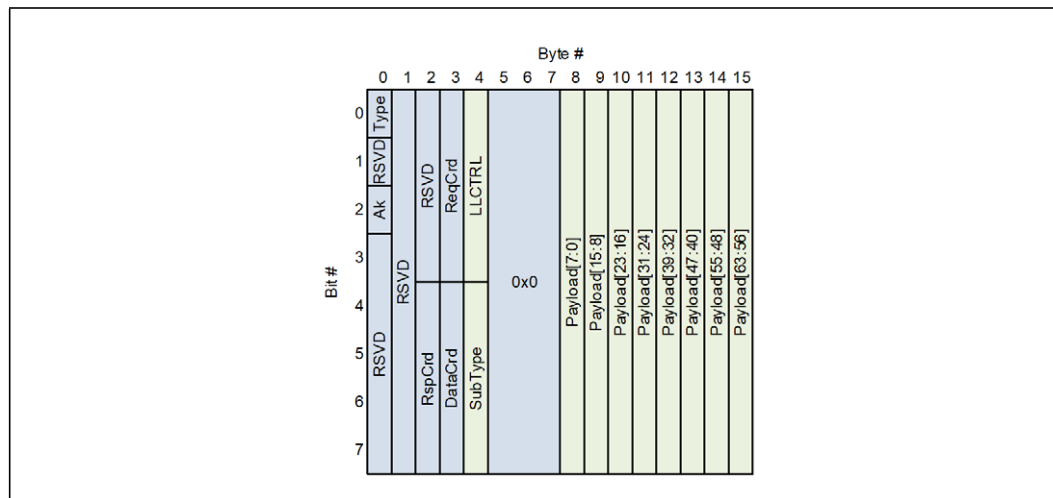 Byte #
0 1 2 3 4 5 6 7 8 9 10 11 12 13 14 15
Bit #
0
1
2
3
4
5
6
7
Type
RSVD
Ak
RSVD
RSVD
RSVD
RspCrd
ReqCrd
DataCrd
LLCTRL
SubType
0x0
Payload[7:0]
Payload[15:8]
Payload[23:16]
Payload[31:24]
Payload[39:32]
Payload[47:40]
Payload[55:48]
Payload[63:56]